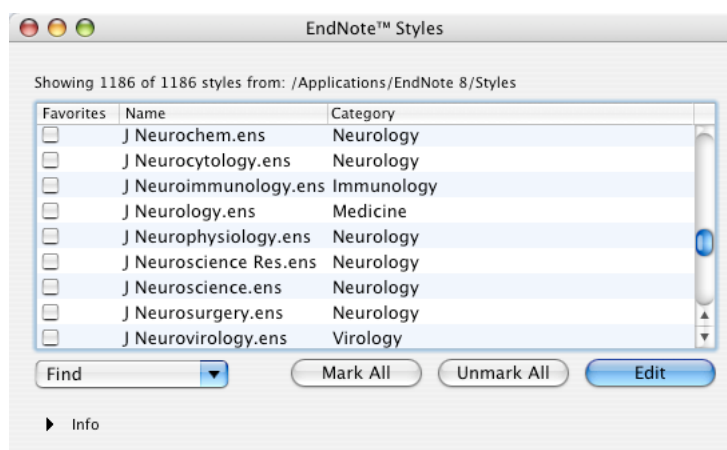 EndNote™ Styles
Showing 1186 of 1186 styles from: /Applications/EndNote 8/Styles
Favorites Name Category
J Neurochem.ens Neurology
J Neurocytology.ens Neurology
J Neuroimmunology.ens Immunology
J Neurology.ens Medicine
J Neurophysiology.ens Neurology
J Neuroscience Res.ens Neurology
J Neuroscience.ens Neurology
J Neurosurgery.ens Neurology
J Neurovirology.ens Virology
Find Mark All Unmark All Edit
Info